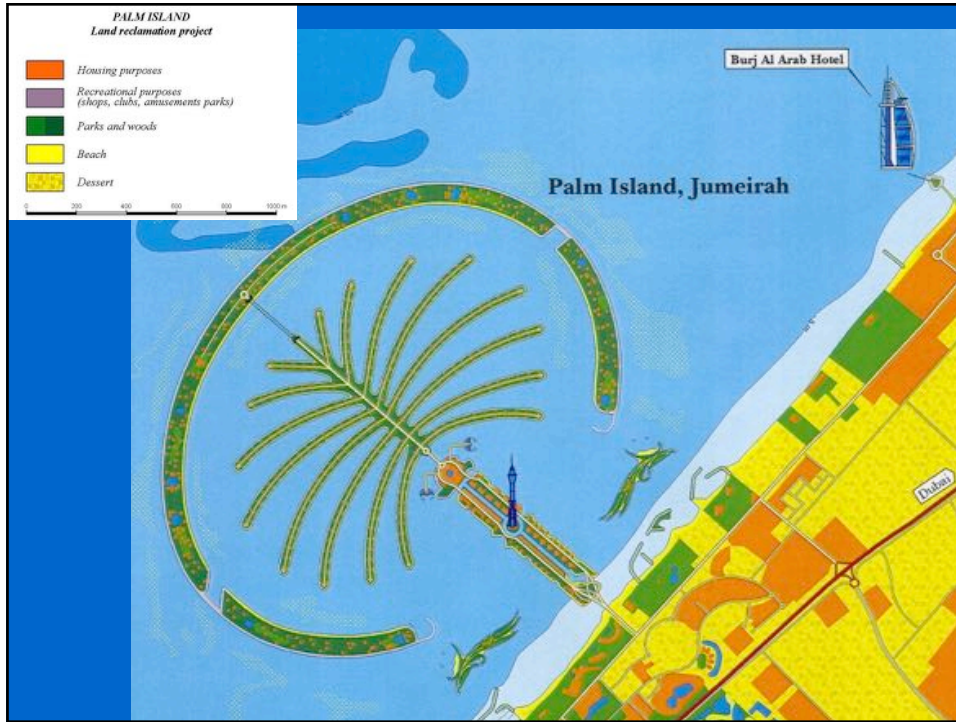 PALM ISLAND
Land reclamation project
Housing purposes
Recreational purposes
(shops, clubs, amusements parks)
Parks and woods
Beach
Dessert
0 200 400 600 800 1000 m
Burj Al Arab Hotel
Palm Island, Jumeirah
Dubai